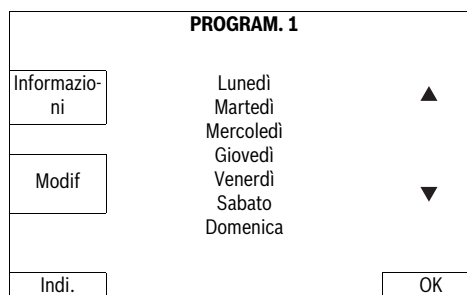 PROGRAM. 1
Informazio-
ni
Lunedì
Martedì
Mercoledì
Giovedì
Venerdì
Sabato
Domenica
▲
Modif
▼
Indi.
OK